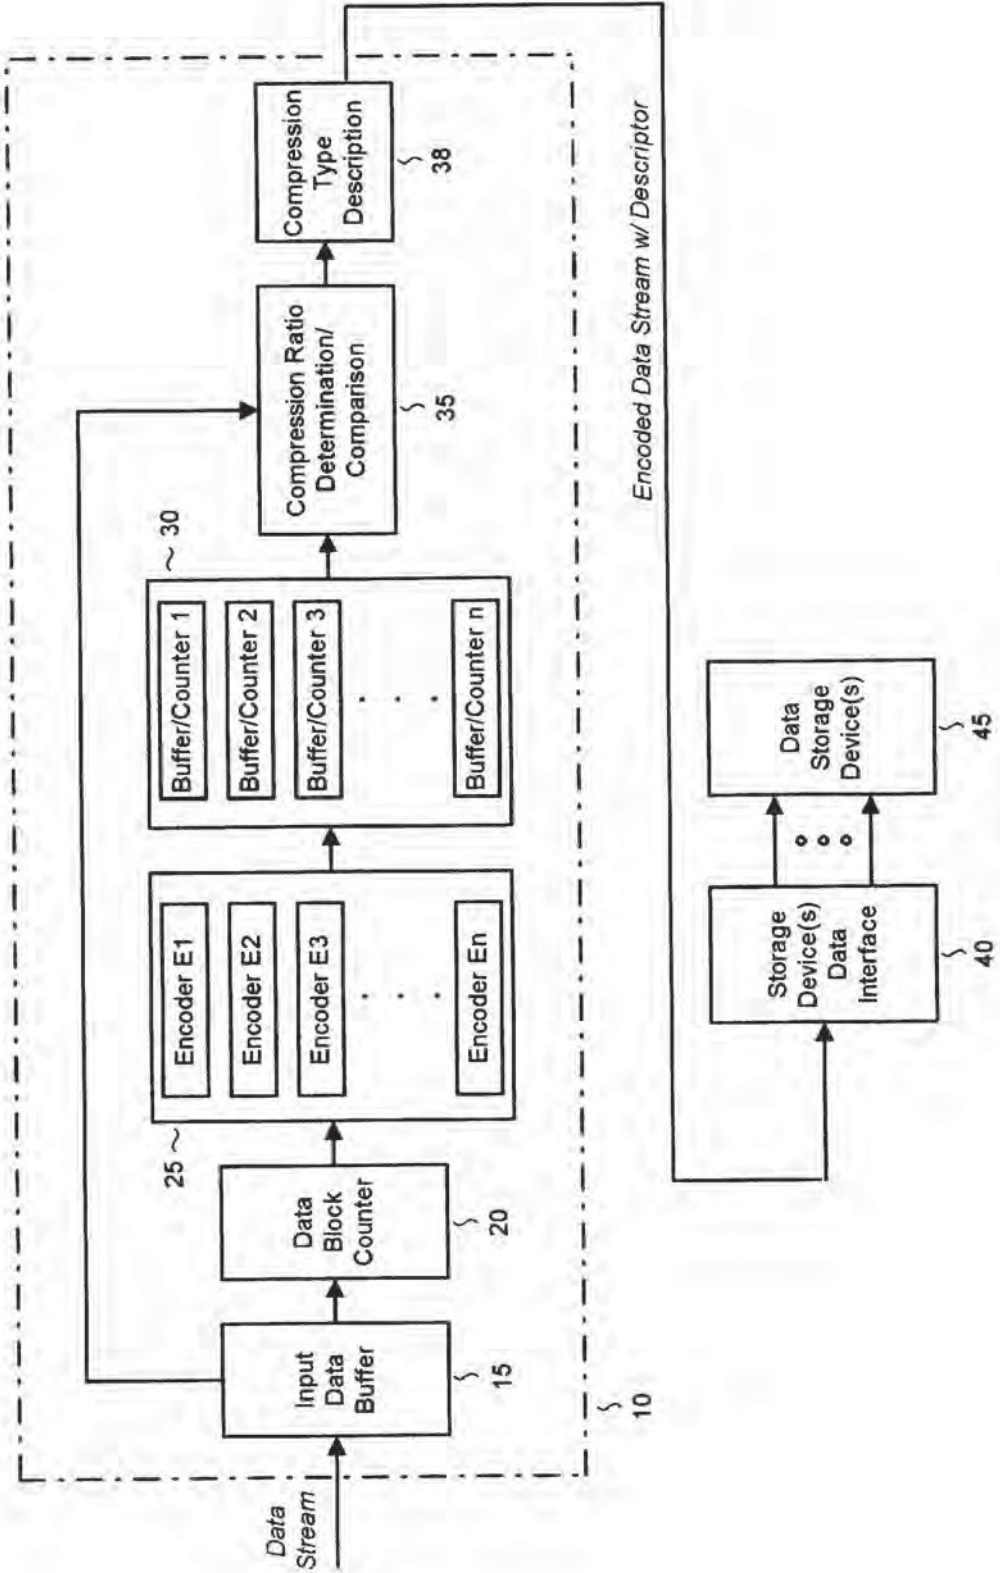 Data
Stream
Input
Data
Buffer
15
Data
Block
Counter
20
25
Encoder E1
Encoder E2
Encoder E3
.
.
.
Encoder En
30
Buffer/Counter 1
Buffer/Counter 2
Buffer/Counter 3
.
.
.
Buffer/Counter n
Compression Ratio
Determination/
Comparison
35
Compression
Type
Description
38
10
Encoded Data Stream w/ Descriptor
Storage
Device(s)
Data
Interface
40
Data
Storage
Device(s)
45